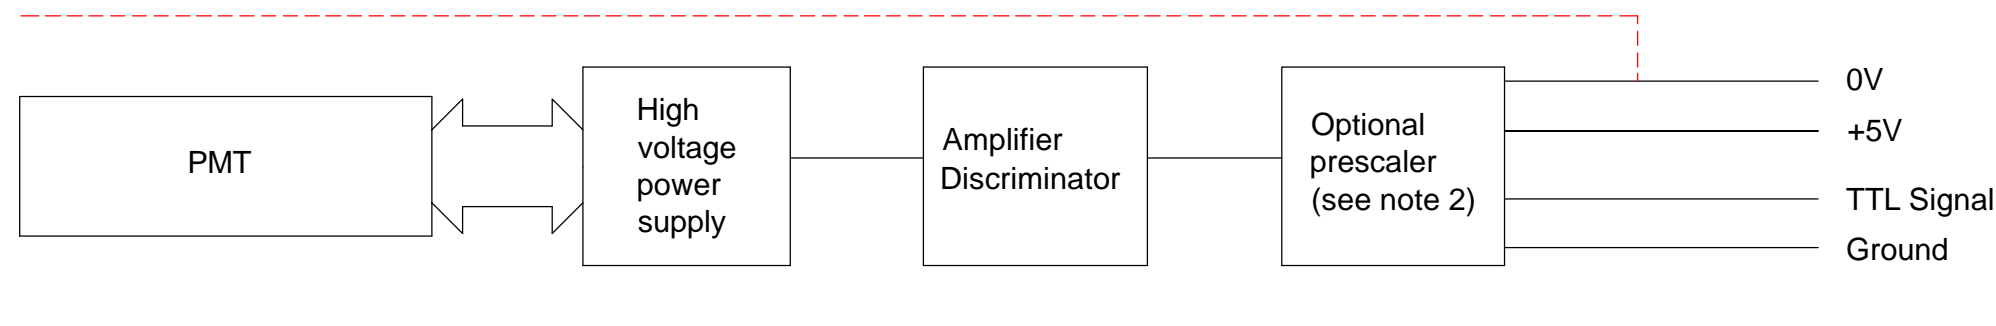 PMT
High
voltage
power
supply
Amplifier
Discriminator
Optional
prescaler
(see note 2)
0V
+5V
TTL Signal
Ground